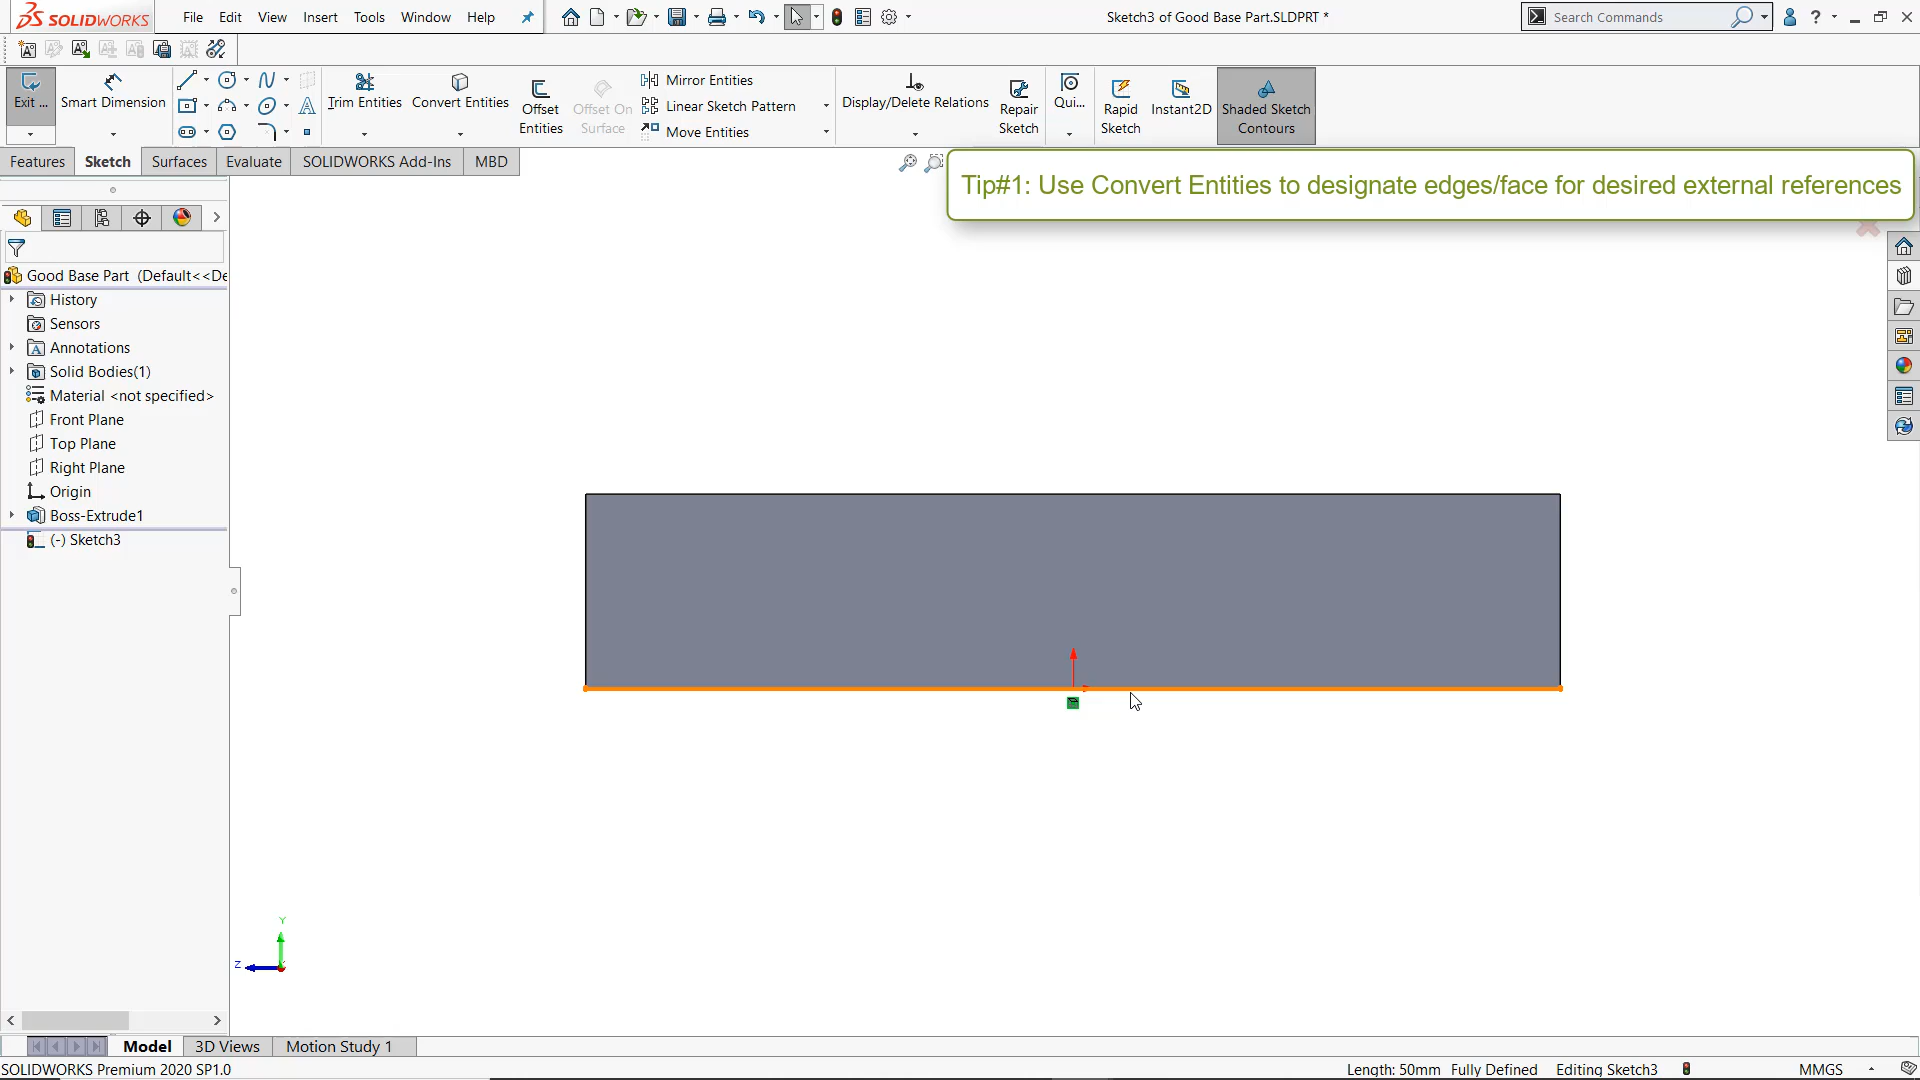 SOLIDWORKS
File Edit View Insert Tools Window Help
Sketch3 of Good Base Part.SLDPRT *
Search Commands
Exit ...
Smart Dimension
Trim Entities
Convert Entities
Offset Entities
Offset On Surface
Mirror Entities
Linear Sketch Pattern
Move Entities
Display/Delete Relations
Repair Sketch
Qui...
Rapid Sketch
Instant2D
Shaded Sketch Contours
Features Sketch Surfaces Evaluate SOLIDWORKS Add-Ins MBD
Tip#1: Use Convert Entities to designate edges/face for desired external references
Good Base Part (Default<<De
History
Sensors
Annotations
Solid Bodies(1)
Material <not specified>
Front Plane
Top Plane
Right Plane
Origin
Boss-Extrude1
(-) Sketch3
Y
Z
Model 3D Views Motion Study 1
SOLIDWORKS Premium 2020 SP1.0
Length: 50mm Fully Defined Editing Sketch3 MMGS